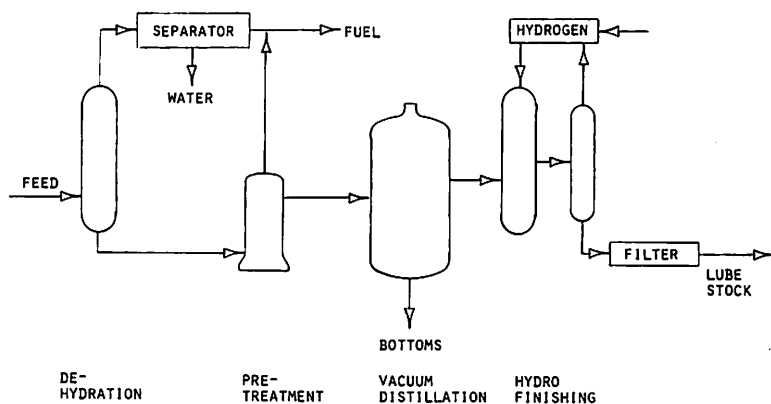 SEPARATOR
FUEL
HYDROGEN
WATER
FEED
FILTER
LUBE
STOCK
BOTTOMS
DE-
HYDRATION
PRE-
TREATMENT
VACUUM
DISTILLATION
HYDRO
FINISHING